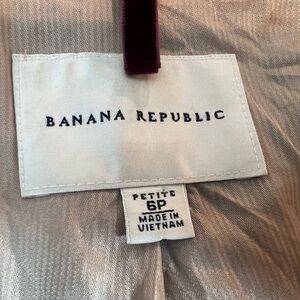 BANANA REPUBLIC
PETITE
6P
MADE IN
VIETNAM